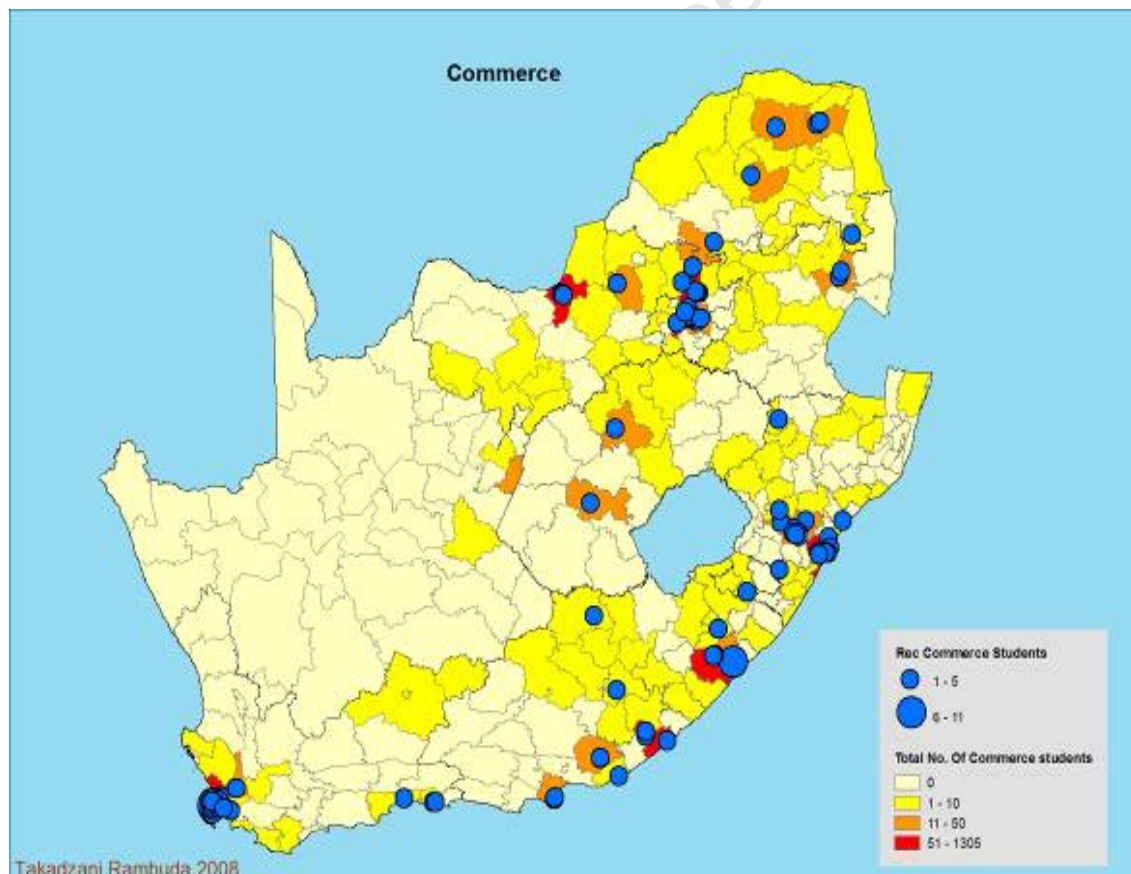 Commerce
Rec Commerce Students
1 - 5
6 - 11
Total No. Of Commerce students
0
1 - 10
11 - 50
51 - 1305
Takadzani Rambuda 2008